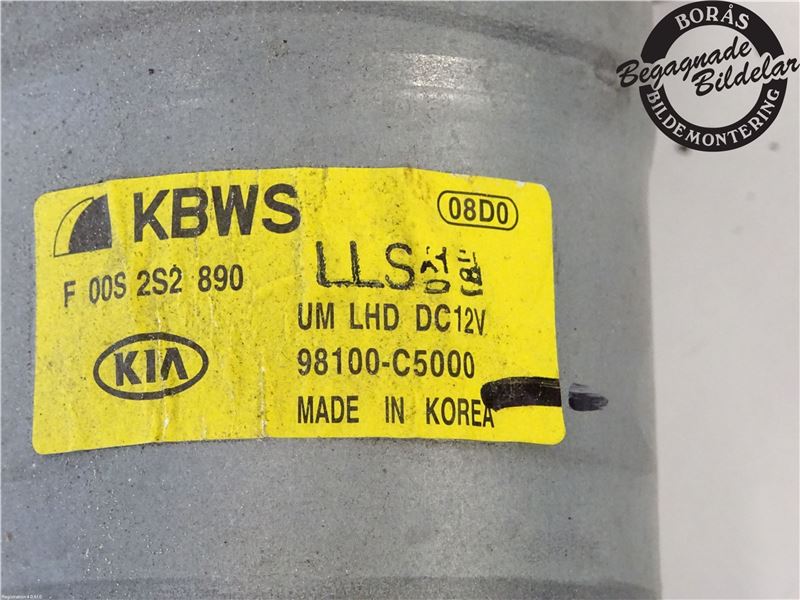 BORÅS
Begagnade
Bildelar
BILDEMONTERING
KBWS
08D0
F 00S 2S2 890
LLS
UM LHD DC12V
KIA
98100-C5000
MADE IN KOREA